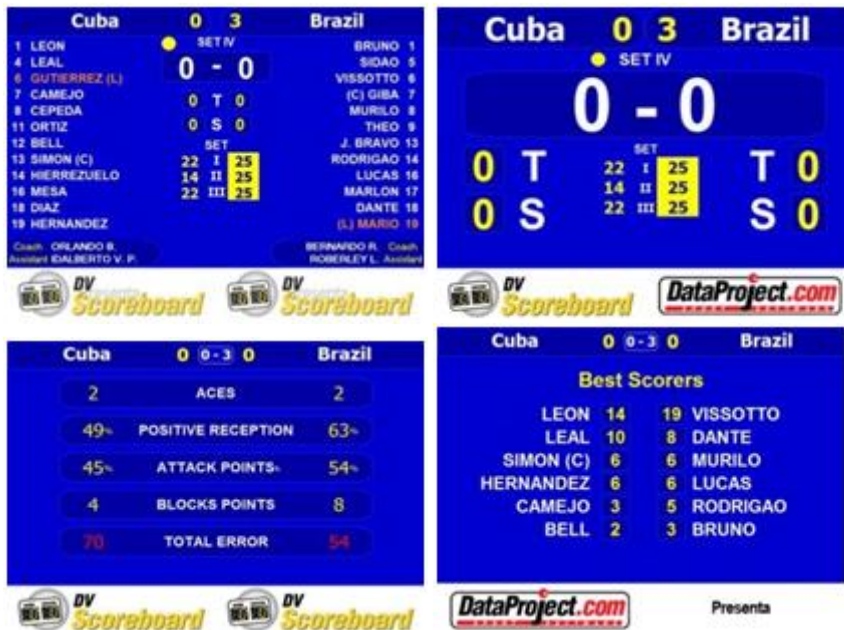 Cuba 0 3 Brazil
SET IV
0 - 0
0 T 0
0 S 0
SET
22 I 25
14 II 25
22 III 25
1 LEON
4 LEAL
6 GUTIERREZ (L)
7 CAMEJO
8 CEPEDA
11 ORTIZ
12 BELL
13 SIMON (C)
14 HIERREZUELO
16 MESA
18 DIAZ
19 HERNANDEZ
Coach ORLANDO B.
Assistant IDALBERTO V. P.
BRUNO 1
SIDAO 5
VISSOTTO 6
(C) GIBA 7
MURILO 8
THEO 9
J. BRAVO 13
RODRIGAO 14
LUCAS 16
MARLON 17
DANTE 18
(L) MARIO 19
BERNARDO R. Coach
ROBERLEY L. Assistant
DV Scoreboard
DV Scoreboard
Cuba 0 3 Brazil
SET IV
0 - 0
0 T T 0
0 S S 0
SET
22 I 25
14 II 25
22 III 25
DV Scoreboard
DataProject.com
Cuba 0 0-3 0 Brazil
2 ACES 2
49% POSITIVE RECEPTION 63%
45% ATTACK POINTS% 54%
4 BLOCKS POINTS 8
70 TOTAL ERROR 54
DV Scoreboard
DV Scoreboard
Cuba 0 0-3 0 Brazil
Best Scorers
LEON 14 19 VISSOTTO
LEAL 10 8 DANTE
SIMON (C) 6 6 MURILO
HERNANDEZ 6 6 LUCAS
CAMEJO 3 5 RODRIGAO
BELL 2 3 BRUNO
DataProject.com
Presenta